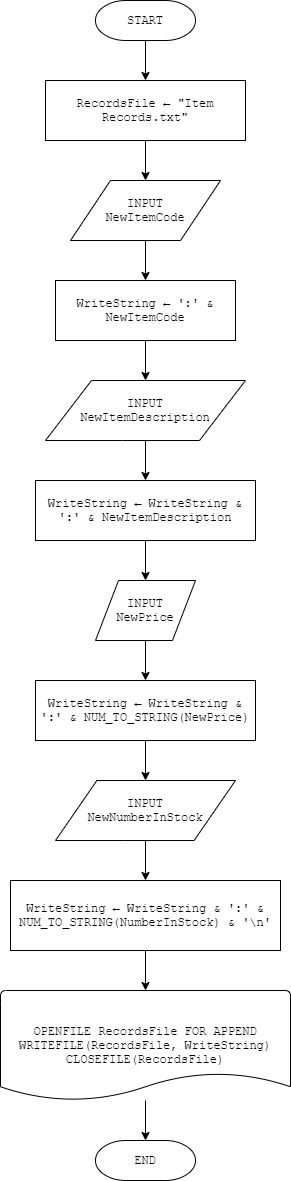 START
RecordsFile ← "Item
Records.txt"
INPUT
NewItemCode
WriteString ← ':' &
NewItemCode
INPUT
NewItemDescription
WriteString ← WriteString &
':' & NewItemDescription
INPUT
NewPrice
WriteString ← WriteString &
':' & NUM_TO_STRING(NewPrice)
INPUT
NewNumberInStock
WriteString ← WriteString & ':' &
NUM_TO_STRING(NumberInStock) & '\n'
OPENFILE RecordsFile FOR APPEND
WRITEFILE(RecordsFile, WriteString)
CLOSEFILE(RecordsFile)
END